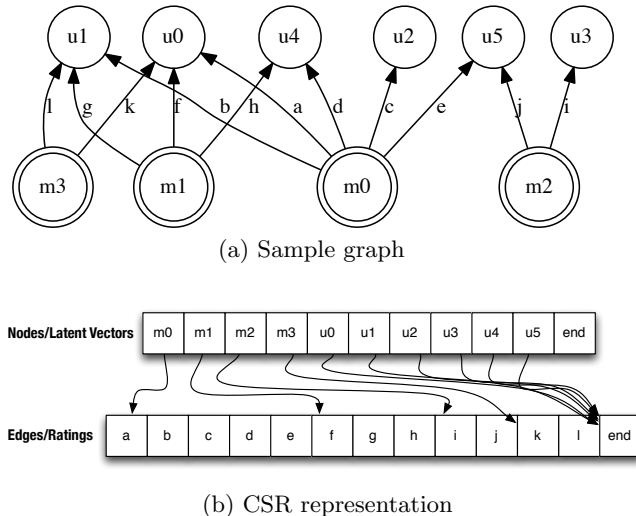 u1 u0 u4 u2 u5 u3
l g k f b h a d c e j i
m3 m1 m0 m2
(a) Sample graph
Nodes/Latent Vectors m0 m1 m2 m3 u0 u1 u2 u3 u4 u5 end
Edges/Ratings a b c d e f g h i j k l end
(b) CSR representation